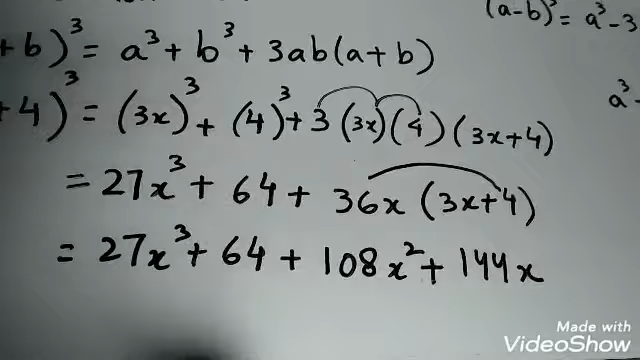 (a-b)³ = a³ - 3
+ b)³ = a³ + b³ + 3ab(a + b)
a³ -
+ 4)³ = (3x)³ + (4)³ + 3(3x)(4)(3x+4)
= 27x³ + 64 + 36x(3x+4)
= 27x³ + 64 + 108x² + 144x
Made with
VideoShow